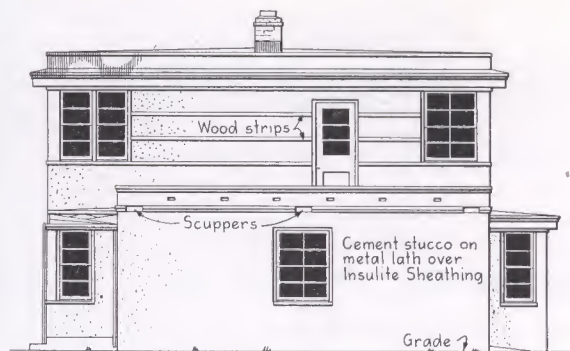 Wood strips
Scuppers
Cement stucco on
metal lath over
Insulite Sheathing
Grade